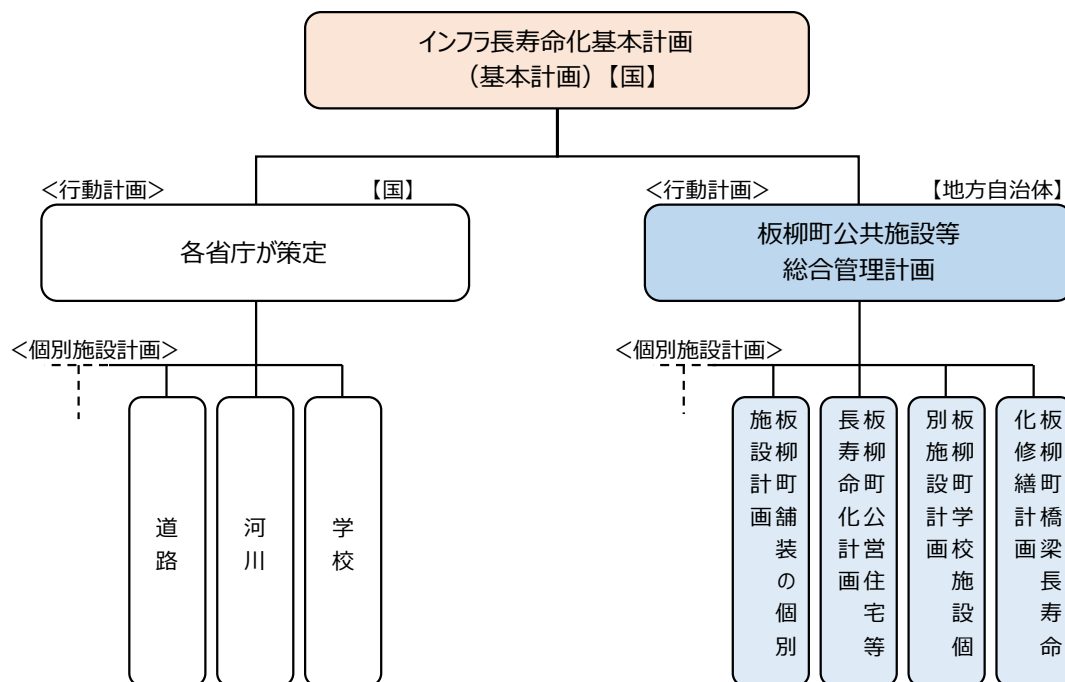 インフラ長寿命化基本計画
（基本計画）【国】
＜行動計画＞
【国】
各省庁が策定
＜行動計画＞
【地方自治体】
板柳町公共施設等
総合管理計画
＜個別施設計画＞
道路
河川
学校
＜個別施設計画＞
板柳町舗装の個別
施設計画
板柳町公営住宅等
長寿命化計画
板柳町学校施設個
別施設計画
板柳町橋梁長寿命
化修繕計画